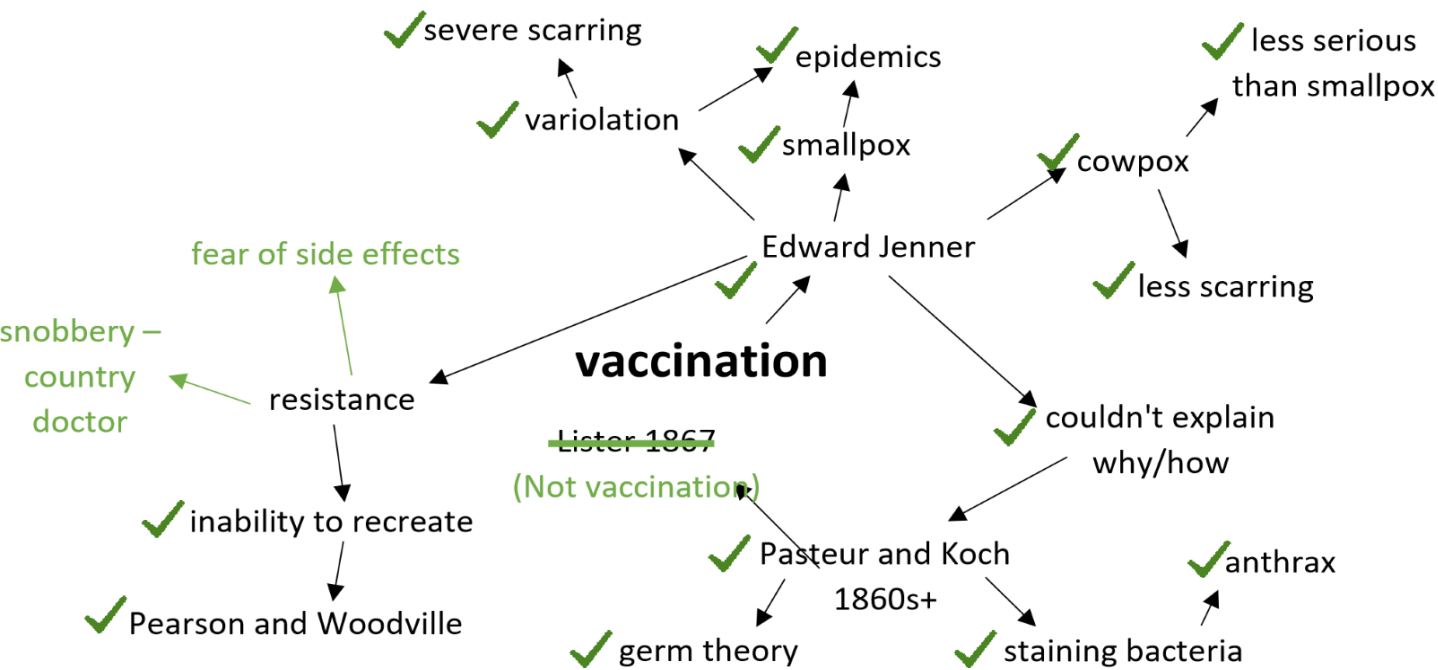 severe scarring
epidemics
less serious
than smallpox
variolation
smallpox
cowpox
Edward Jenner
fear of side effects
less scarring
snobbery –
country
doctor
vaccination
resistance
couldn't explain
why/how
Lister 1867
(Not vaccination)
inability to recreate
Pasteur and Koch
1860s+
anthrax
Pearson and Woodville
germ theory
staining bacteria